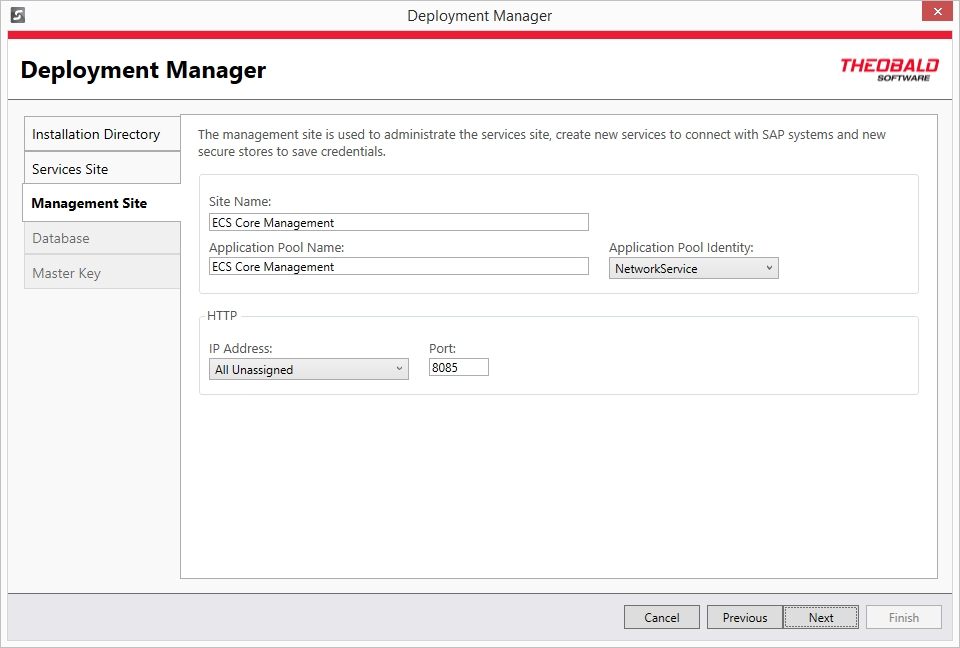 Deployment Manager
Deployment Manager
THEOBALD
SOFTWARE
Installation Directory
Services Site
Management Site
Database
Master Key
The management site is used to administrate the services site, create new services to connect with SAP systems and new
secure stores to save credentials.
Site Name:
ECS Core Management
Application Pool Name:
ECS Core Management
Application Pool Identity:
NetworkService
HTTP
IP Address:
All Unassigned
Port:
8085
Cancel
Previous
Next
Finish